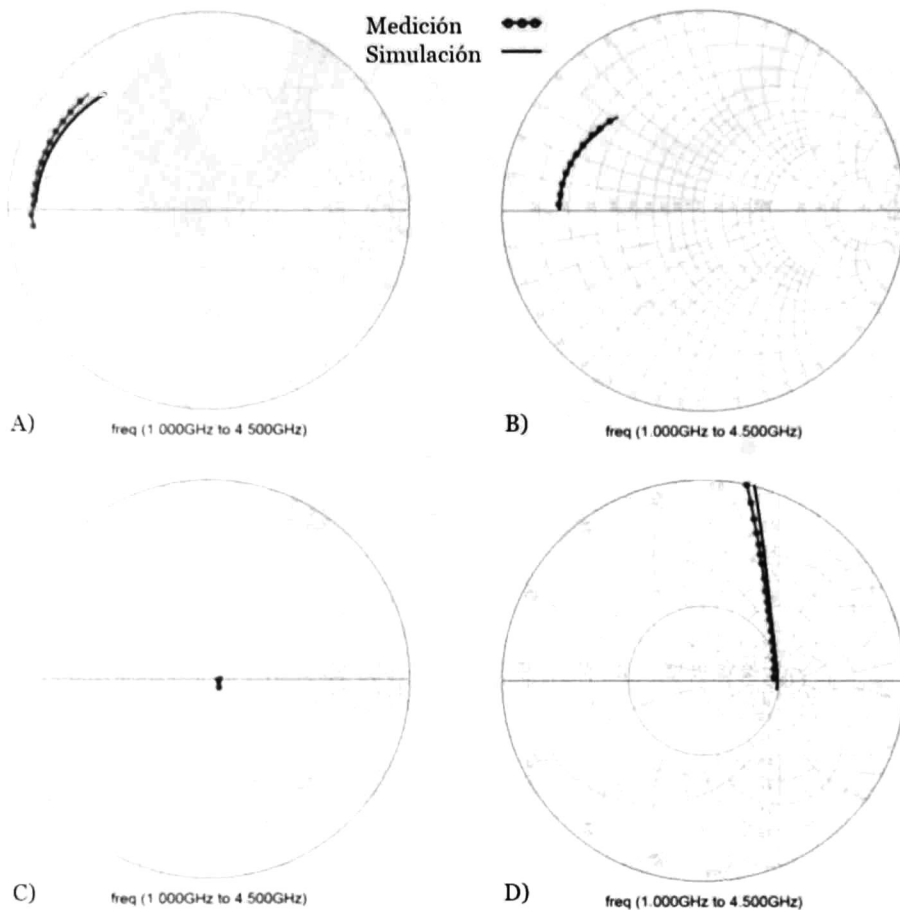 Medición
Simulación
A)
freq (1 000GHz to 4 500GHz)
B)
freq (1.000GHz to 4.500GHz)
C)
freq (1 000GHz to 4 500GHz)
D)
freq (1.000GHz to 4.500GHz)